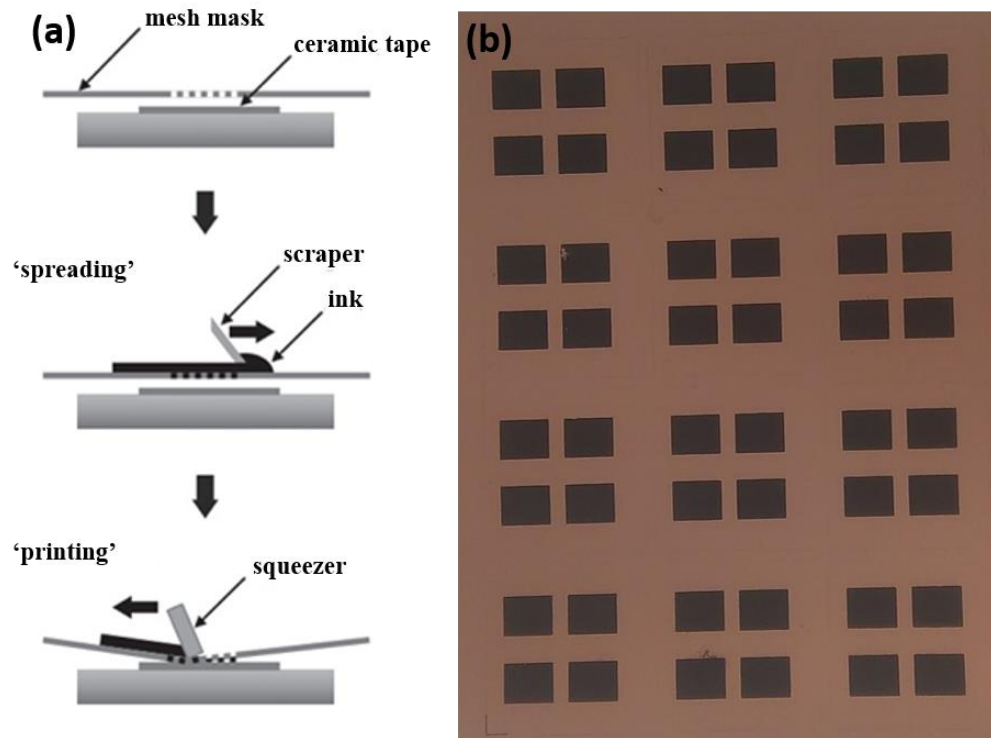 (a)
mesh mask
ceramic tape
‘spreading’
scraper
ink
‘printing’
squeezer
(b)